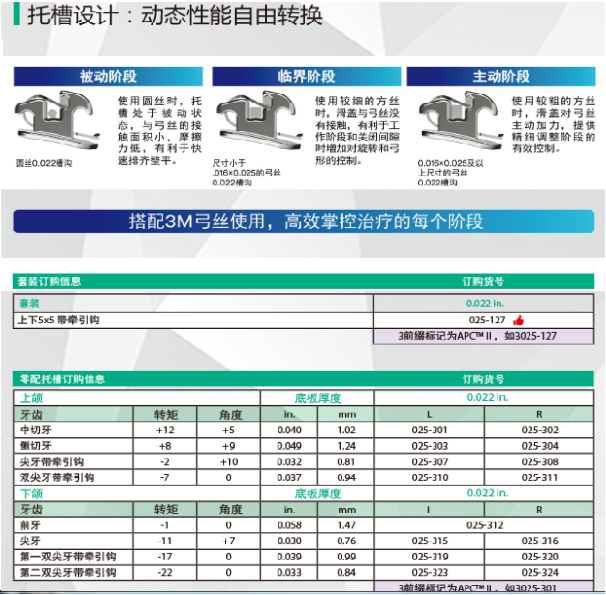 托槽设计：动态性能自由转换
被动阶段
使用圆丝时，托
槽处于被动状
态，与弓丝的接
触面积小，摩擦
力低，有利于快
速排齐整平。
圆丝0.022槽沟
临界阶段
使用较细的方丝
时，滑盖与弓丝没
有接触，有利于工
作阶段和关闭间隙
时增加对旋转和弓
形的控制。
尺寸小于
.016×0.025的弓丝
0.022槽沟
主动阶段
使用较粗的方丝
时，滑盖对弓丝
主动加力，提供
精细调整阶段的
有效控制。
0.016×0.025及以
上尺寸的弓丝
0.022槽沟
搭配3M弓丝使用，高效掌控治疗的每个阶段
套装订购信息 订购货号
套装 0.022 in.
上下5x5 带牵引钩 025-127
3前缀标记为APC™ II，如3025-127
零配托槽订购信息 订购货号
上颌 底板厚度 0.022 in.
牙齿 转矩 角度 in. mm L R
中切牙 +12 +5 0.040 1.02 025-301 025-302
侧切牙 +8 +9 0.049 1.24 025-303 025-304
尖牙带牵引钩 -2 +10 0.032 0.81 025-307 025-308
双尖牙带牵引钩 -7 0 0.037 0.94 025-310 025-311
下颌 底板厚度 0.022 in.
牙齿 转矩 角度 in. mm L R
前牙 -1 0 0.058 1.47 025-312
尖牙 -11 +7 0.030 0.76 025-315 025-316
第一双尖牙带牵引钩 -17 0 0.039 0.99 025-319 025-320
第二双尖牙带牵引钩 -22 0 0.033 0.84 025-323 025-324
3前缀标记为APC™ II，如3025-301